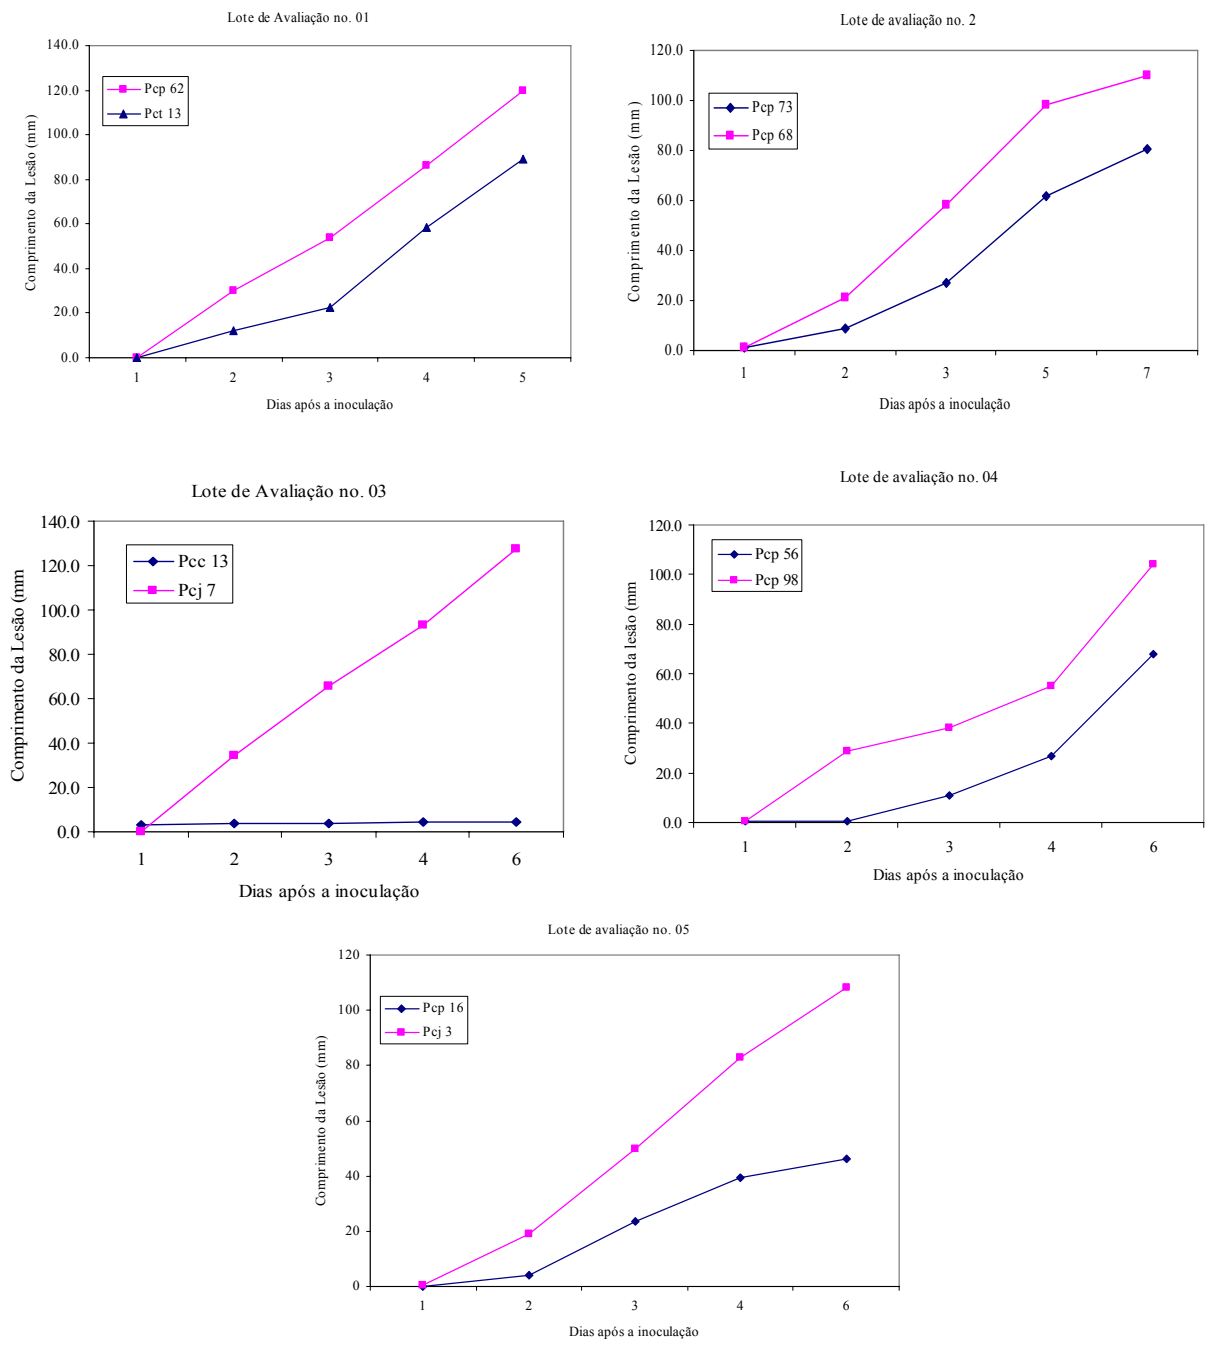 Lote de Avaliação no. 01
140.0
120.0
100.0
80.0
60.0
40.0
20.0
0.0
Pcp 62
Pct 13
Comprimento da Lesão (mm)
1 2 3 4 5
Dias após a inoculação
Lote de avaliação no. 2
120.0
100.0
80.0
60.0
40.0
20.0
0.0
Pcp 73
Pcp 68
Comprimento da Lesão (mm)
1 2 3 5 7
Dias após a inoculação
Lote de Avaliação no. 03
140.0
120.0
100.0
80.0
60.0
40.0
20.0
0.0
Pcc 13
Pcj 7
Comprimento da Lesão (mm
1 2 3 4 6
Dias após a inoculação
Lote de avaliação no. 04
120.0
100.0
80.0
60.0
40.0
20.0
0.0
Pcp 56
Pcp 98
Comprimento da lesão (mm
1 2 3 4 6
Dias após a inoculação
Lote de avaliação no. 05
120
100
80
60
40
20
0
Pcp 16
Pcj 3
Comprimento da Lesão (mm)
1 2 3 4 6
Dias após a inoculação